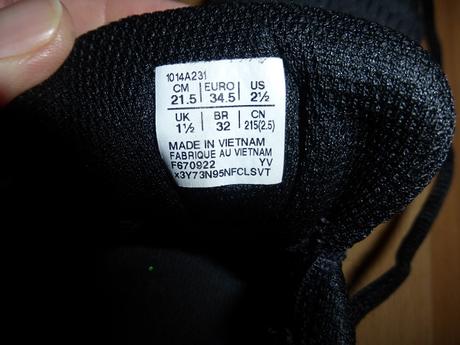 1014A231
CM EURO US
21.5 34.5 2½
UK BR CN
1½ 32 215(2.5)
MADE IN VIETNAM
FABRIQUE AU VIETNAM
F670922 YV
x3Y73N95NFCLSVT